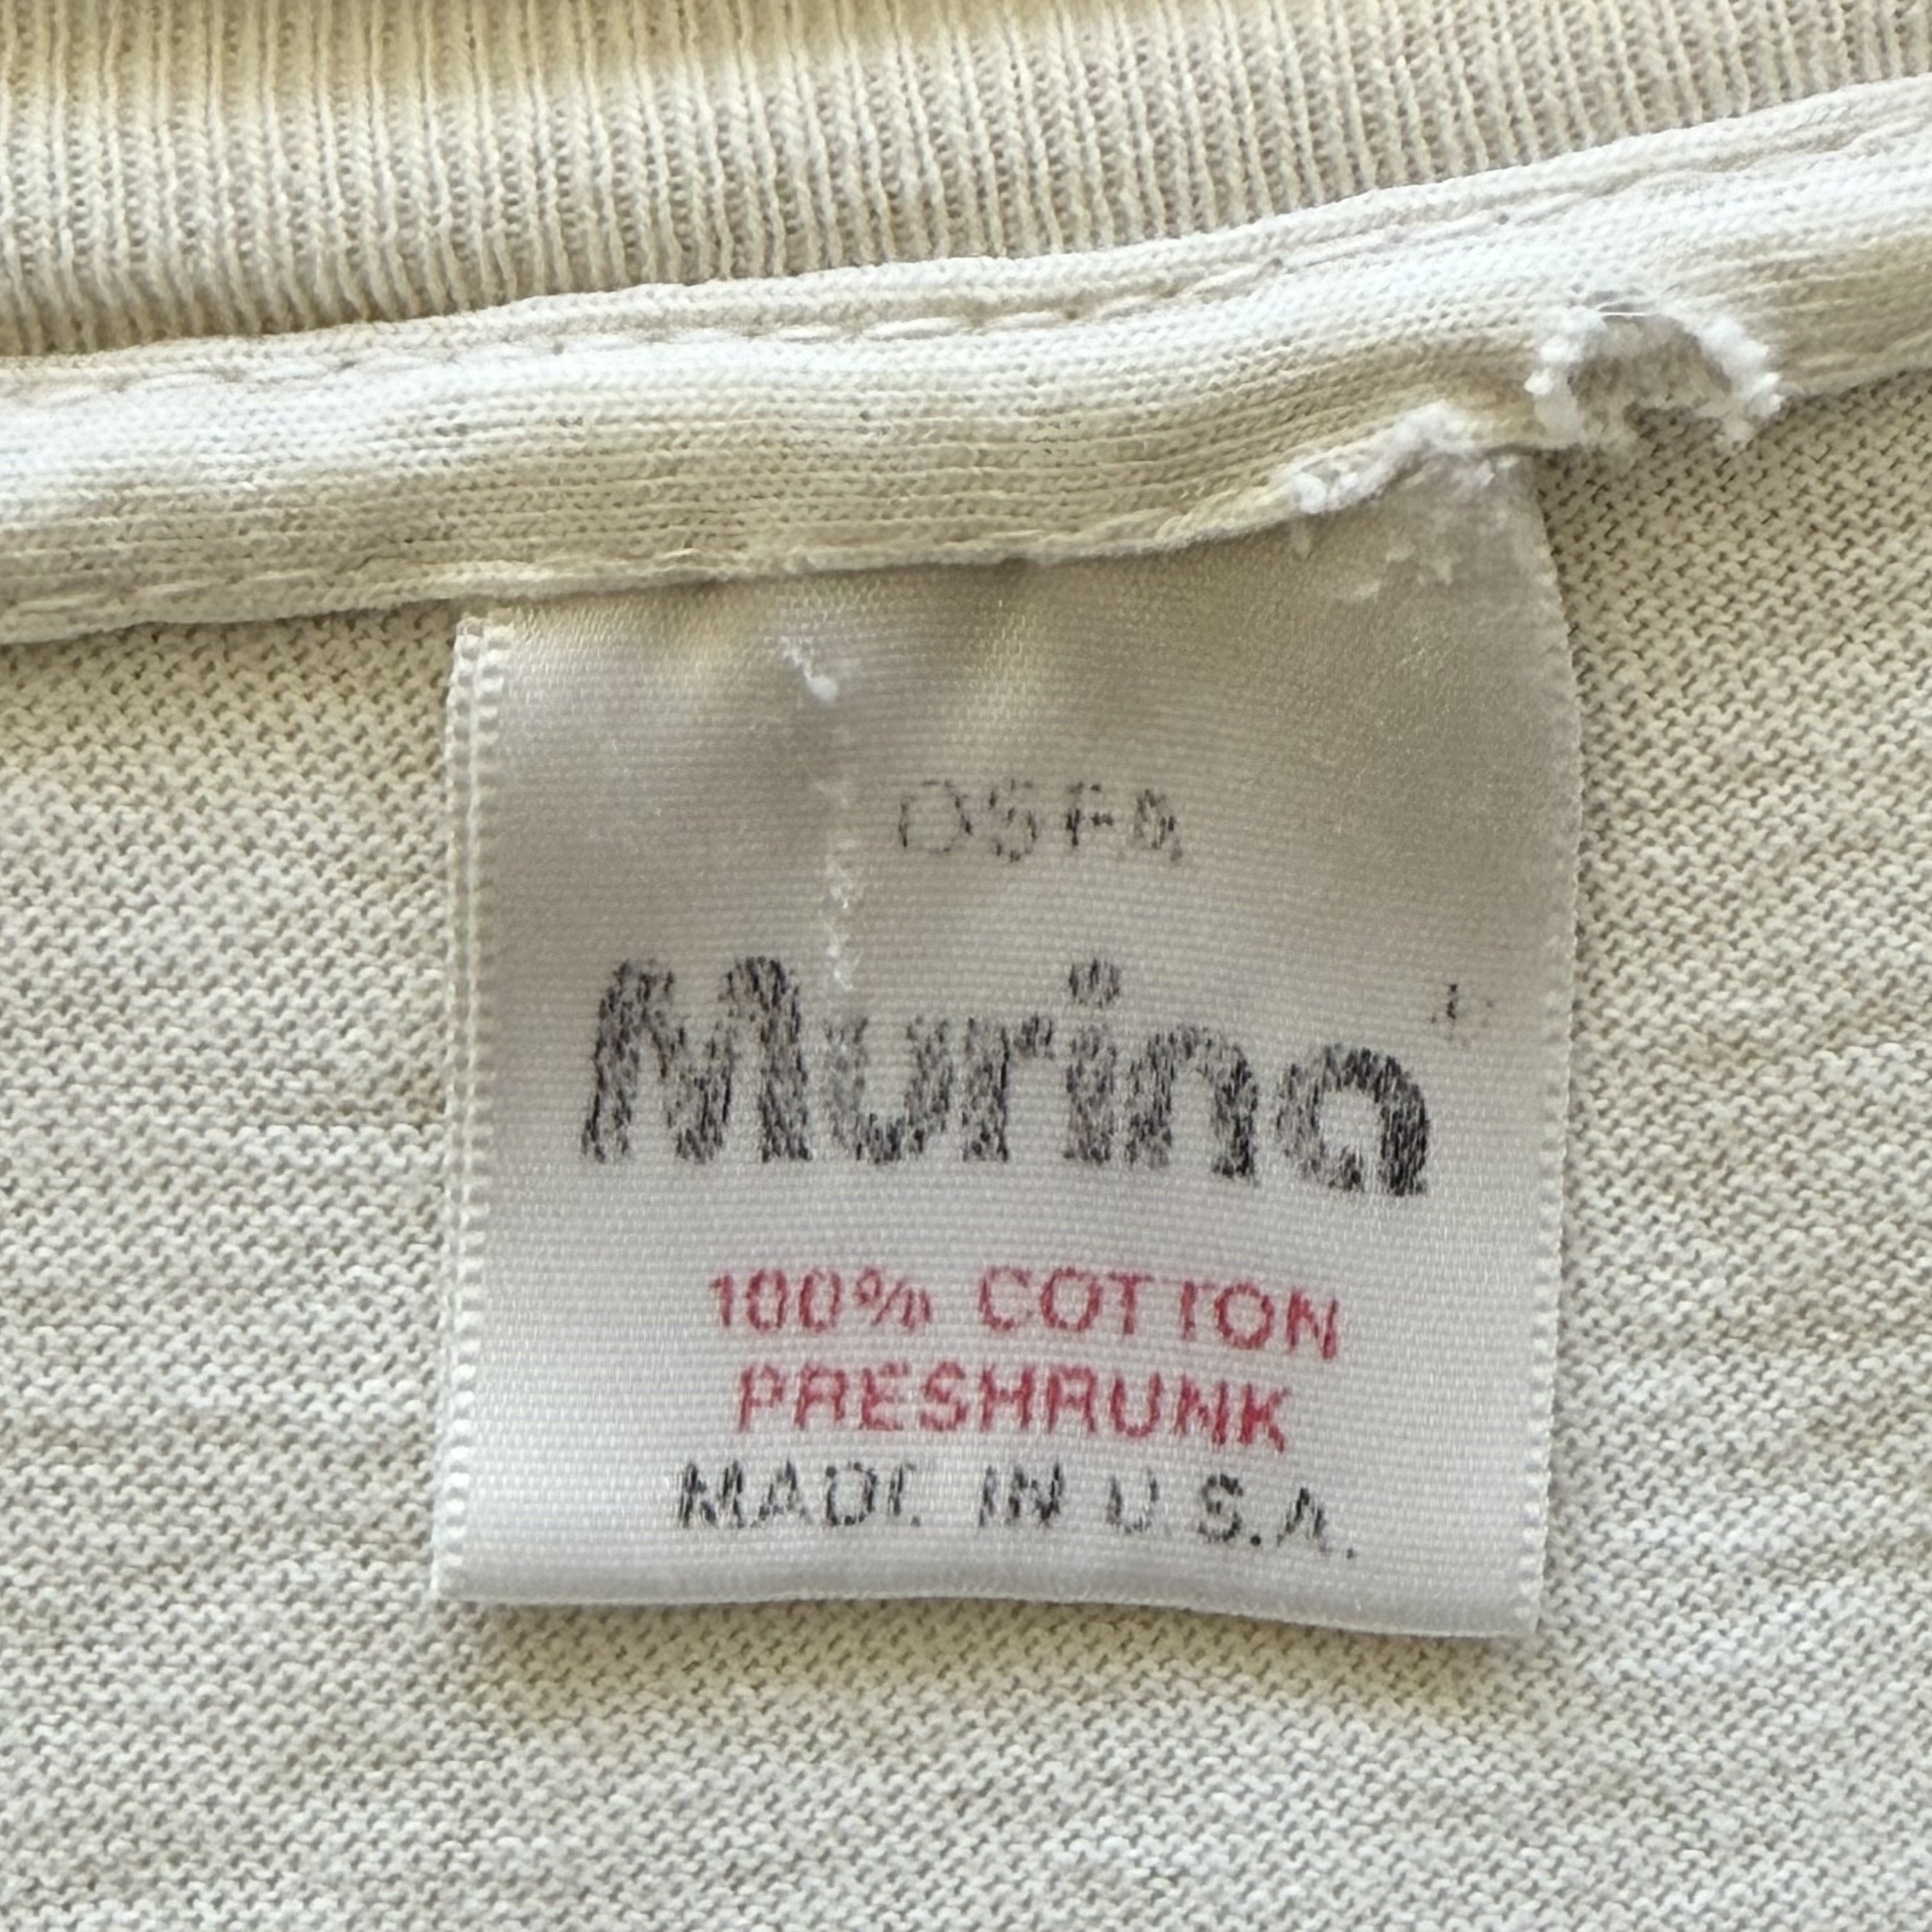 OSFA
Murina
100% COTTON
PRESHRUNK
MADE IN U.S.A.